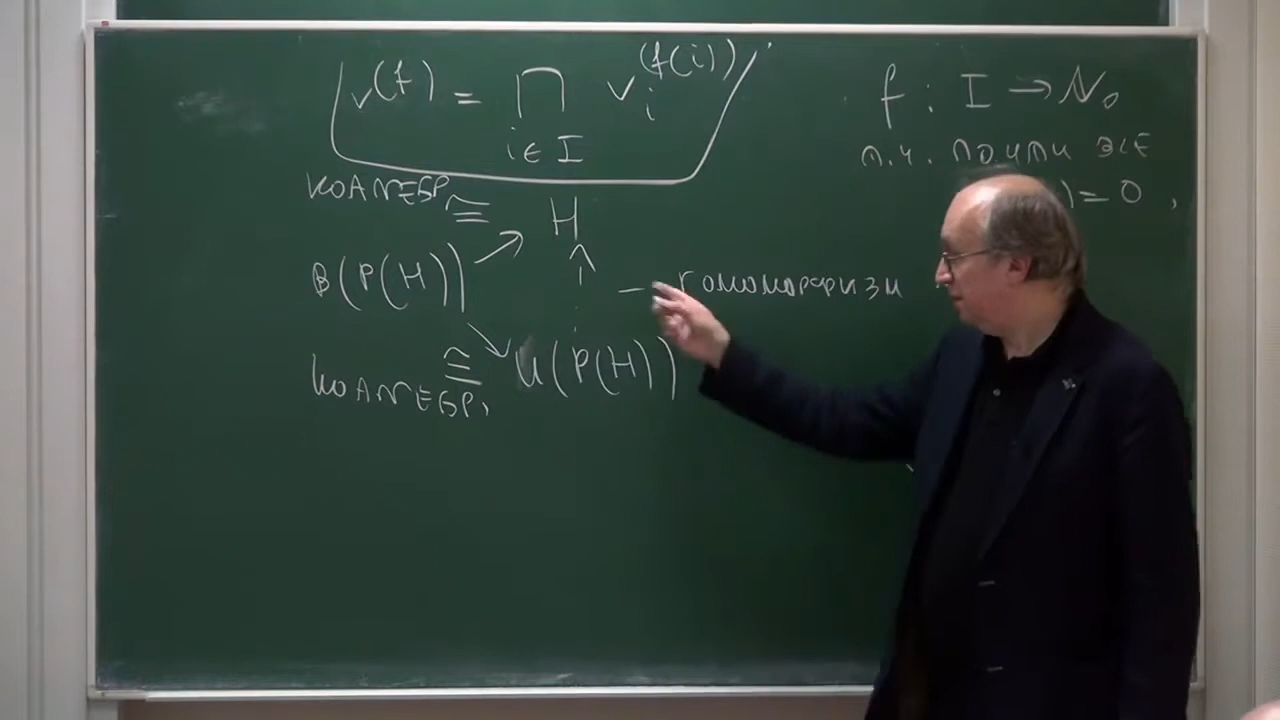 v^(f) = ∏_{i∈I} v_i^(f(i))
f : I → ℕ₀
п.ч. почти все
) = 0 ,
КОАЛГЕБР. ≅ H
B(P(H))
— гомоморфизм
КОАЛГЕБР. ≅ U(P(H))